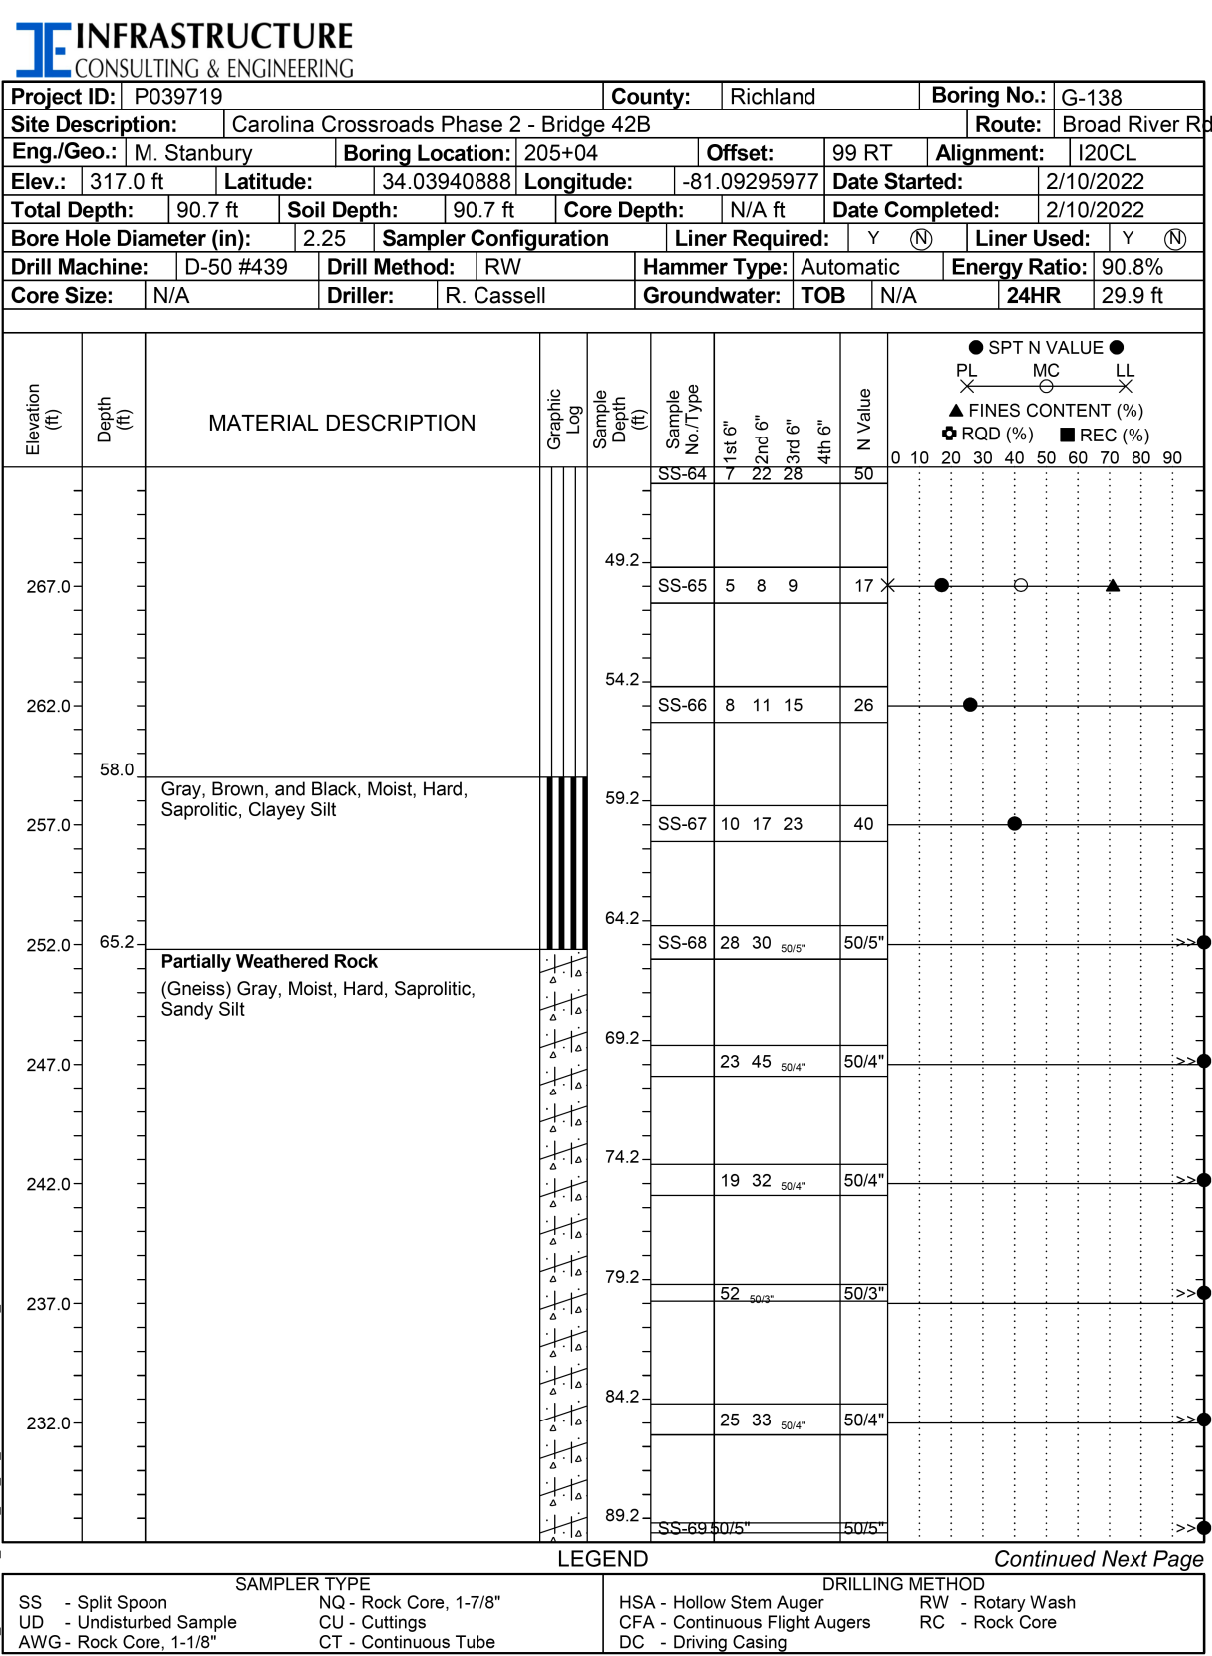 INFRASTRUCTURE
CONSULTING & ENGINEERING
Project ID: P039719 County: Richland Boring No.: G-138
Site Description: Carolina Crossroads Phase 2 - Bridge 42B Route: Broad River Rd
Eng./Geo.: M. Stanbury Boring Location: 205+04 Offset: 99 RT Alignment: I20CL
Elev.: 317.0 ft Latitude: 34.03940888 Longitude: -81.09295977 Date Started: 2/10/2022
Total Depth: 90.7 ft Soil Depth: 90.7 ft Core Depth: N/A ft Date Completed: 2/10/2022
Bore Hole Diameter (in): 2.25 Sampler Configuration Liner Required: Y N Liner Used: Y N
Drill Machine: D-50 #439 Drill Method: RW Hammer Type: Automatic Energy Ratio: 90.8%
Core Size: N/A Driller: R. Cassell Groundwater: TOB N/A 24HR 29.9 ft
Elevation (ft) Depth (ft) MATERIAL DESCRIPTION Graphic Log Sample Depth (ft) Sample No./Type 1st 6" 2nd 6" 3rd 6" 4th 6" N Value
● SPT N VALUE ●
PL MC LL
▲ FINES CONTENT (%)
RQD (%) ■ REC (%)
0 10 20 30 40 50 60 70 80 90
SS-64 7 22 28 50
49.2
267.0 SS-65 5 8 9 17
54.2
262.0 SS-66 8 11 15 26
58.0
Gray, Brown, and Black, Moist, Hard,
Saprolitic, Clayey Silt
59.2
257.0 SS-67 10 17 23 40
64.2
252.0 65.2 SS-68 28 30 50/5" 50/5" >>
Partially Weathered Rock
(Gneiss) Gray, Moist, Hard, Saprolitic,
Sandy Silt
69.2
247.0 23 45 50/4" 50/4" >>
74.2
242.0 19 32 50/4" 50/4" >>
79.2
237.0 52 50/3" 50/3" >>
84.2
232.0 25 33 50/4" 50/4" >>
89.2
SS-69 50/5" 50/5" >>
LEGEND Continued Next Page
SAMPLER TYPE DRILLING METHOD
SS - Split Spoon NQ - Rock Core, 1-7/8" HSA - Hollow Stem Auger RW - Rotary Wash
UD - Undisturbed Sample CU - Cuttings CFA - Continuous Flight Augers RC - Rock Core
AWG - Rock Core, 1-1/8" CT - Continuous Tube DC - Driving Casing